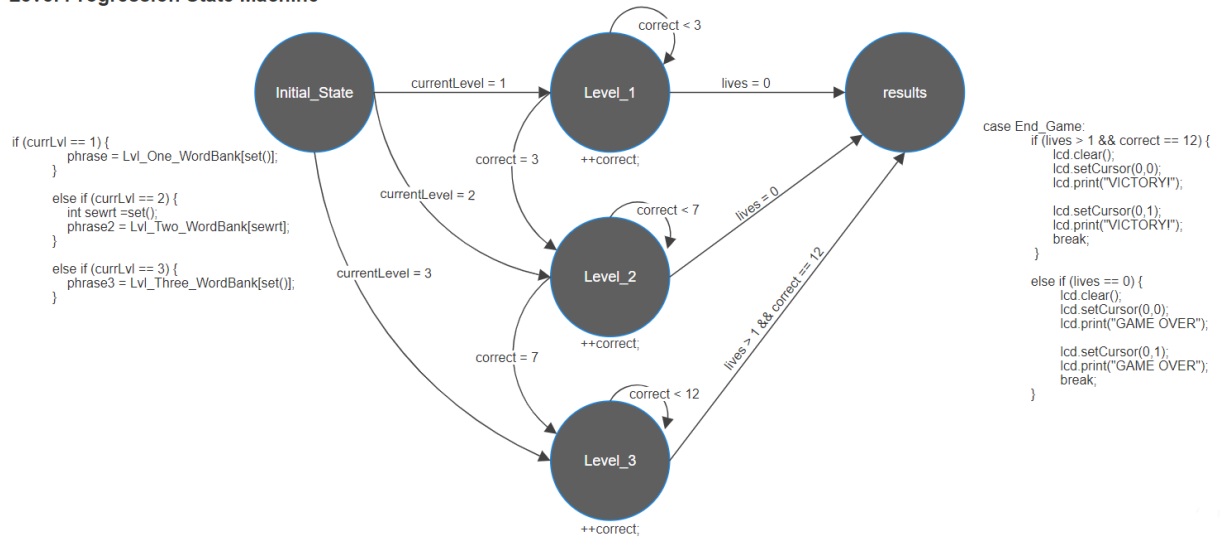 Level Progression State Machine
correct < 3
Initial_State
currentLevel = 1
Level_1
lives = 0
results
if (currLvl == 1) {
phrase = Lvl_One_WordBank[set()];
}
else if (currLvl == 2) {
int sewrt =set();
phrase2 = Lvl_Two_WordBank[sewrt];
}
else if (currLvl == 3) {
phrase3 = Lvl_Three_WordBank[set()];
}
correct = 3
++correct;
currentLevel = 2
correct < 7
lives = 0
currentLevel = 3
Level_2
++correct;
lives > 1 && correct == 12
correct = 7
correct < 12
Level_3
++correct;
case End_Game:
if (lives > 1 && correct == 12) {
lcd.clear();
lcd.setCursor(0,0);
lcd.print("VICTORY!");
lcd.setCursor(0,1);
lcd.print("VICTORY!");
break;
}
else if (lives == 0) {
lcd.clear();
lcd.setCursor(0,0);
lcd.print("GAME OVER");
lcd.setCursor(0,1);
lcd.print("GAME OVER");
break;
}